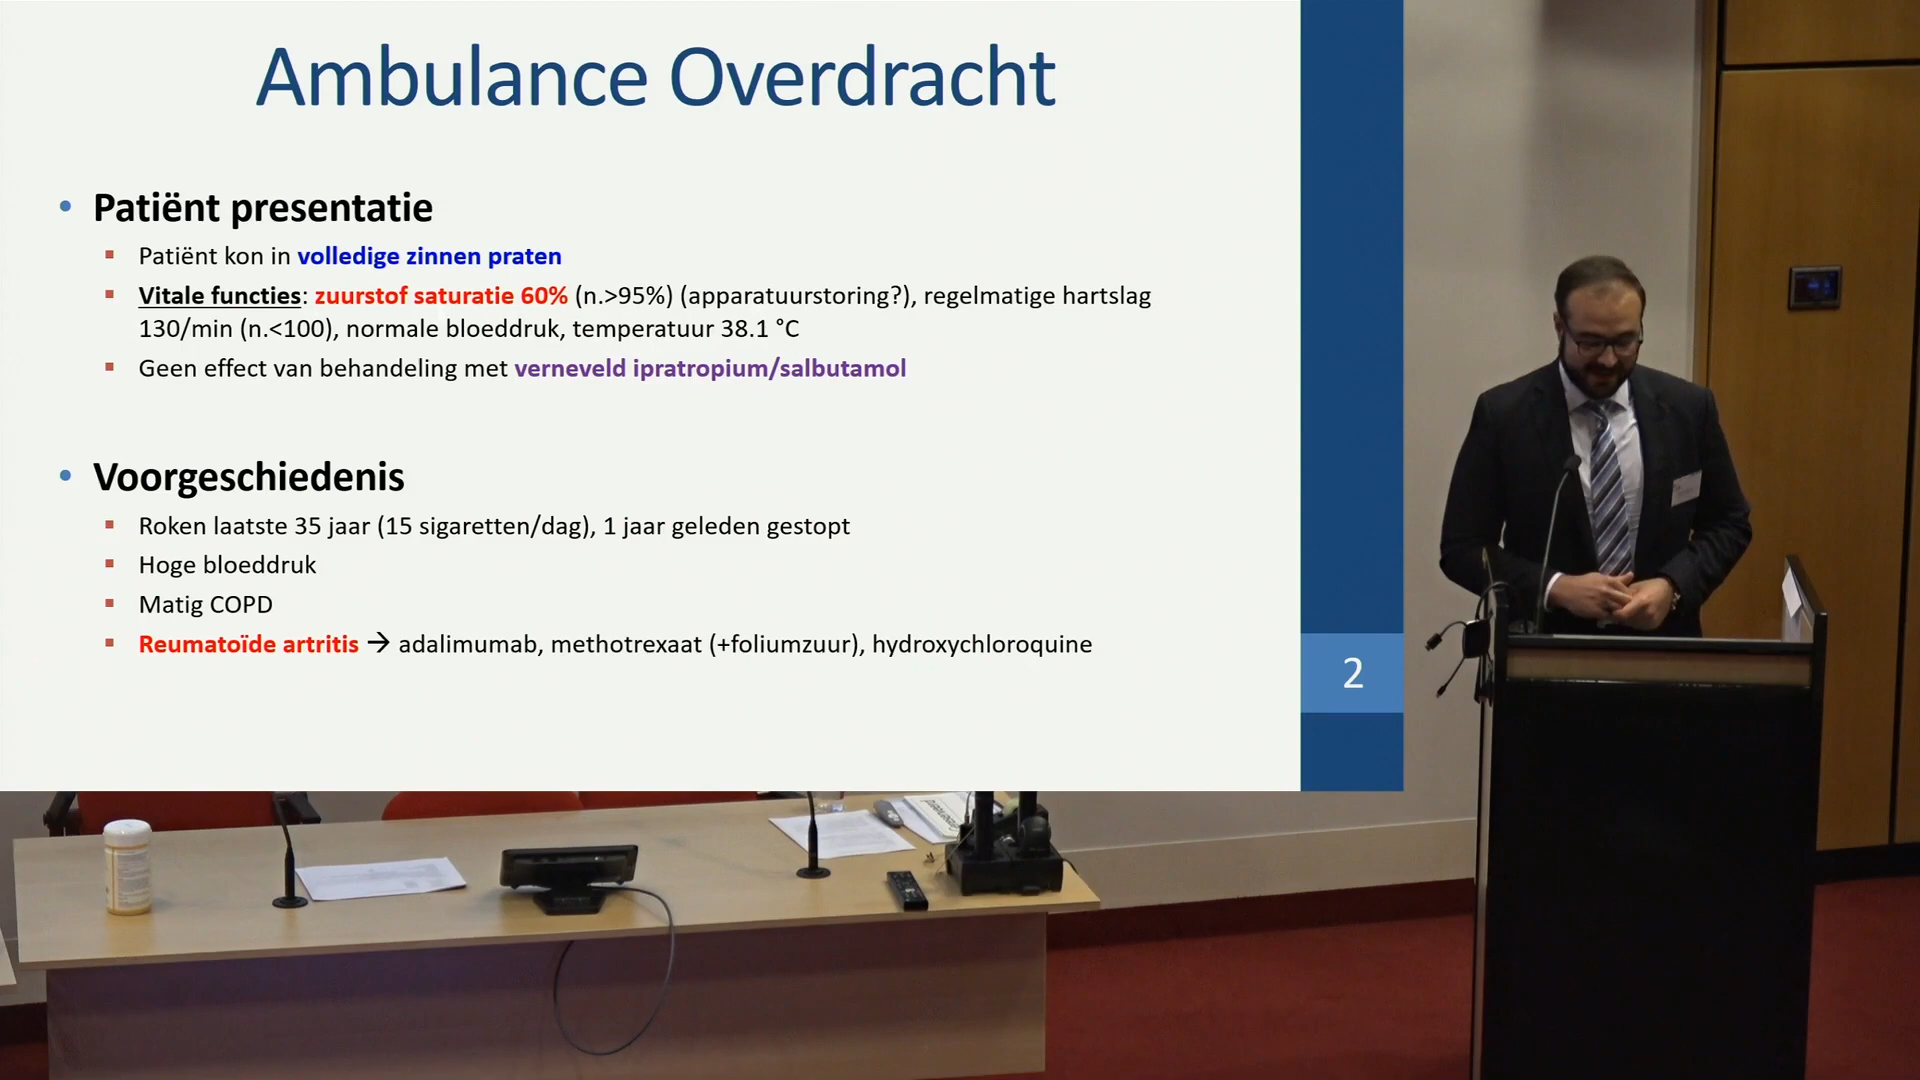 Ambulance Overdracht
• Patiënt presentatie
▪ Patiënt kon in volledige zinnen praten
▪ Vitale functies: zuurstof saturatie 60% (n.>95%) (apparatuurstoring?), regelmatige hartslag
130/min (n.<100), normale bloeddruk, temperatuur 38.1 °C
▪ Geen effect van behandeling met verneveld ipratropium/salbutamol
• Voorgeschiedenis
▪ Roken laatste 35 jaar (15 sigaretten/dag), 1 jaar geleden gestopt
▪ Hoge bloeddruk
▪ Matig COPD
▪ Reumatoïde artritis → adalimumab, methotrexaat (+foliumzuur), hydroxychloroquine
2